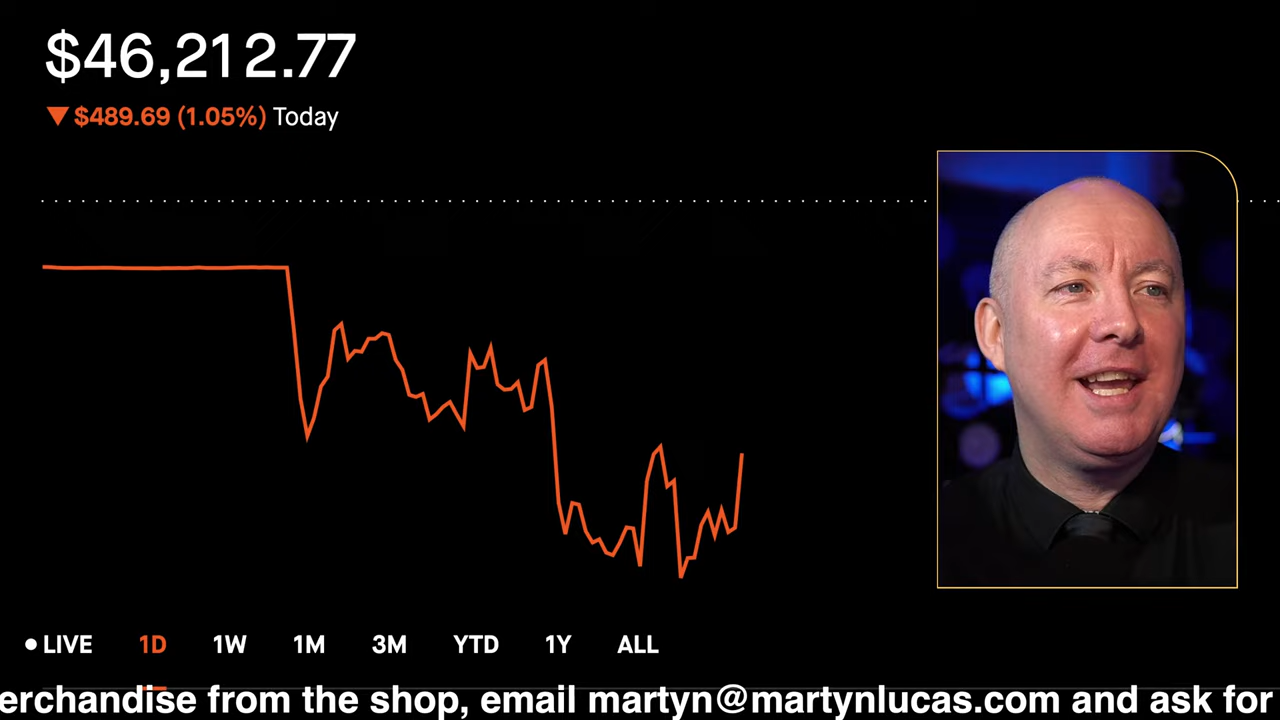 $46,212.77
▼ $489.69 (1.05%) Today
LIVE 1D 1W 1M 3M YTD 1Y ALL
erchandise from the shop, email martyn@martynlucas.com and ask for